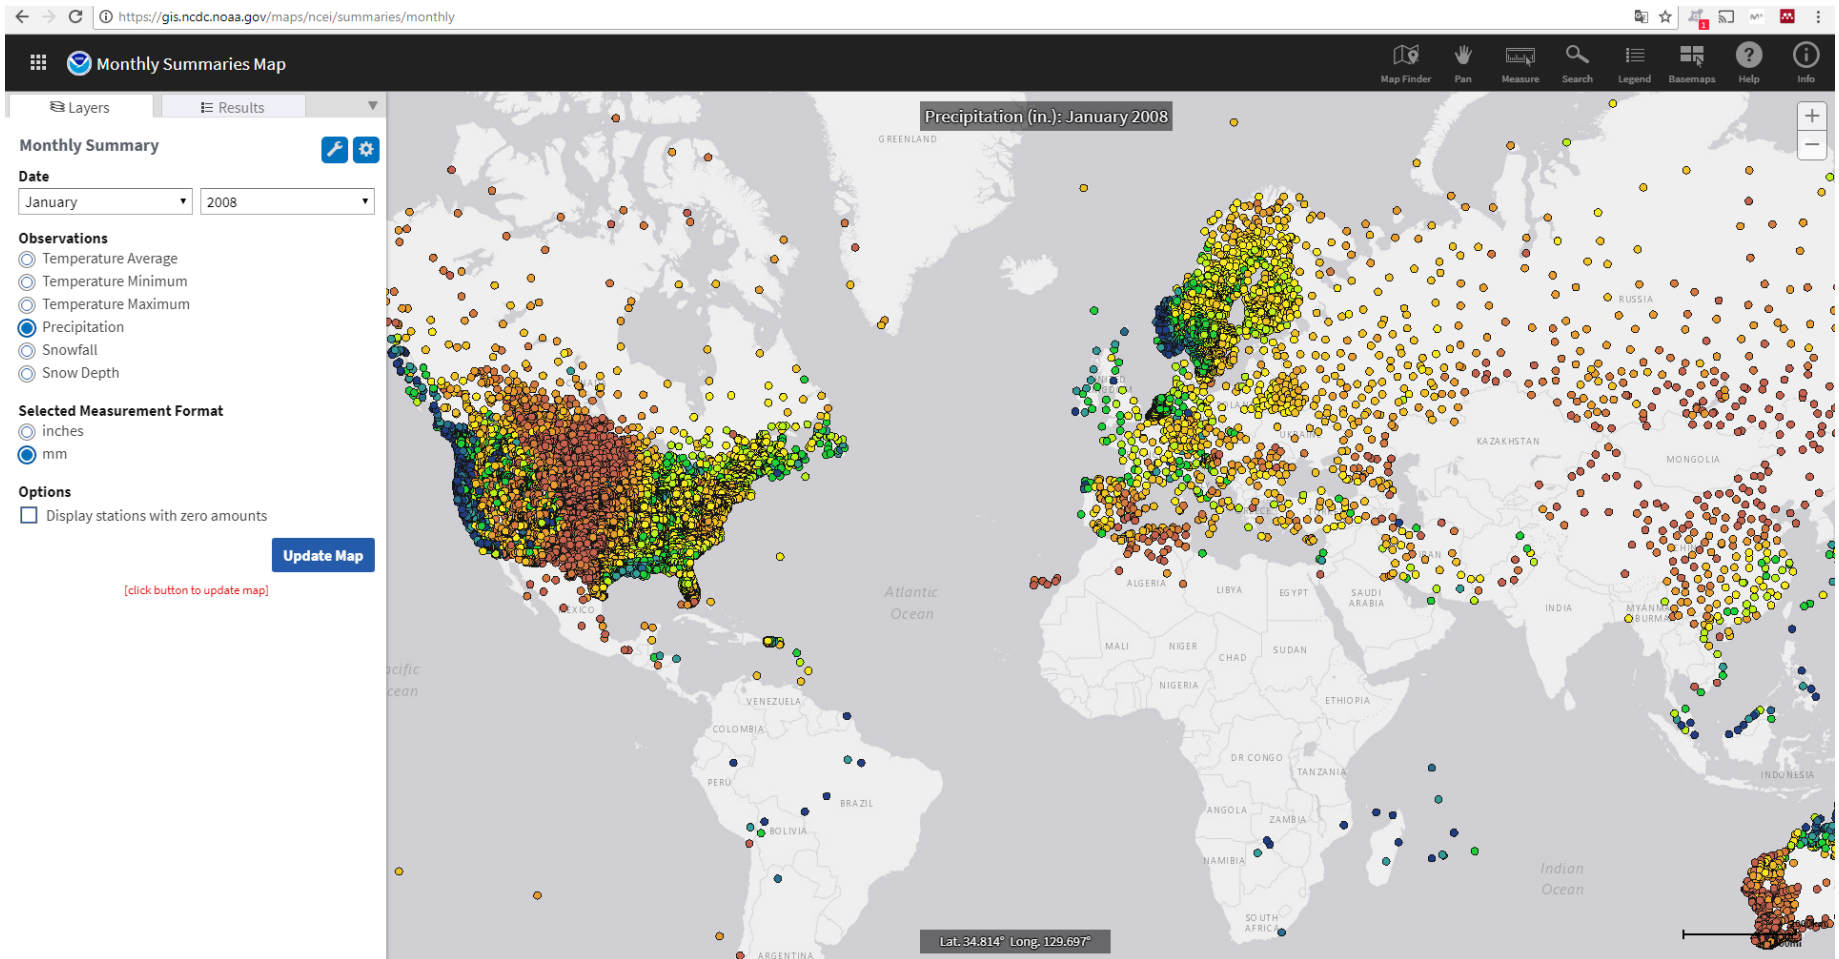 https://gis.ncdc.noaa.gov/maps/ncei/summaries/monthly
1
Monthly Summaries Map
Map Finder
Pan
Measure
Search
Legend
Basemaps
Help
Info
Layers
Results
Monthly Summary
Date
January
2008
Observations
Temperature Average
Temperature Minimum
Temperature Maximum
Precipitation
Snowfall
Snow Depth
Selected Measurement Format
inches
mm
Options
Display stations with zero amounts
Update Map
[click button to update map]
Precipitation (in.): January 2008
+
−
GREENLAND
RUSSIA
KAZAKHSTAN
MONGOLIA
Atlantic
Ocean
ALGERIA
LIBYA
EGYPT
SAUDI
ARABIA
INDIA
MALI
NIGER
CHAD
SUDAN
NIGERIA
ETHIOPIA
VENEZUELA
COLOMBIA
DR CONGO
TANZANIA
INDONESIA
PERÚ
BRAZIL
ANGOLA
ZAMBIA
BOLIVIA
NAMIBIA
Indian
Ocean
SOUTH
AFRICA
ARGENTINA
Lat. 34.814° Long. 129.697°